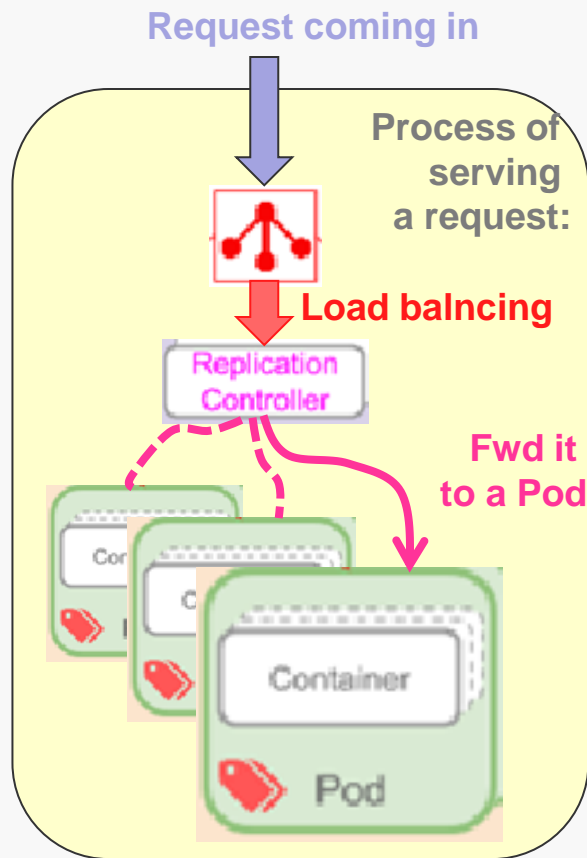 Request coming in
Process of
serving
a request:
Load balncing
Replication
Controller
Fwd it
to a Pod
Container
Pod